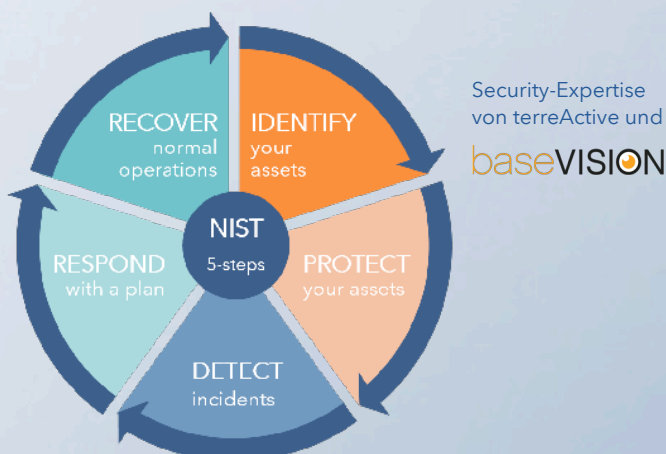 RECOVER
normal
operations
IDENTIFY
your
assets
Security-Expertise
von terreActive und
baseVISION
NIST
5-steps
RESPOND
with a plan
PROTECT
your assets
DETECT
incidents